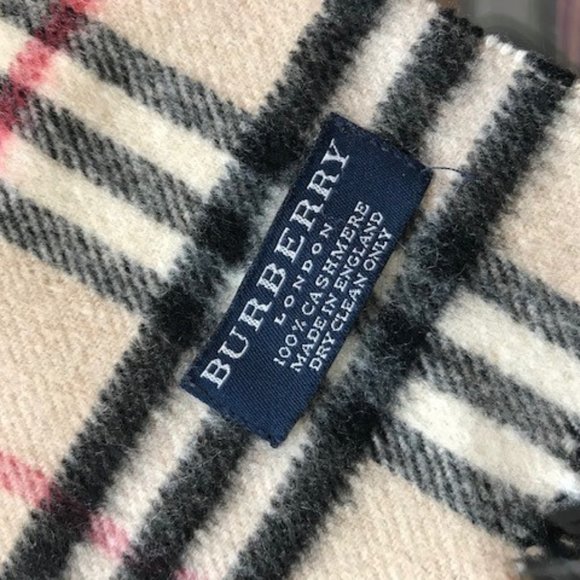 BURBERRY
LONDON
100% CASHMERE
MADE IN ENGLAND
DRY CLEAN ONLY